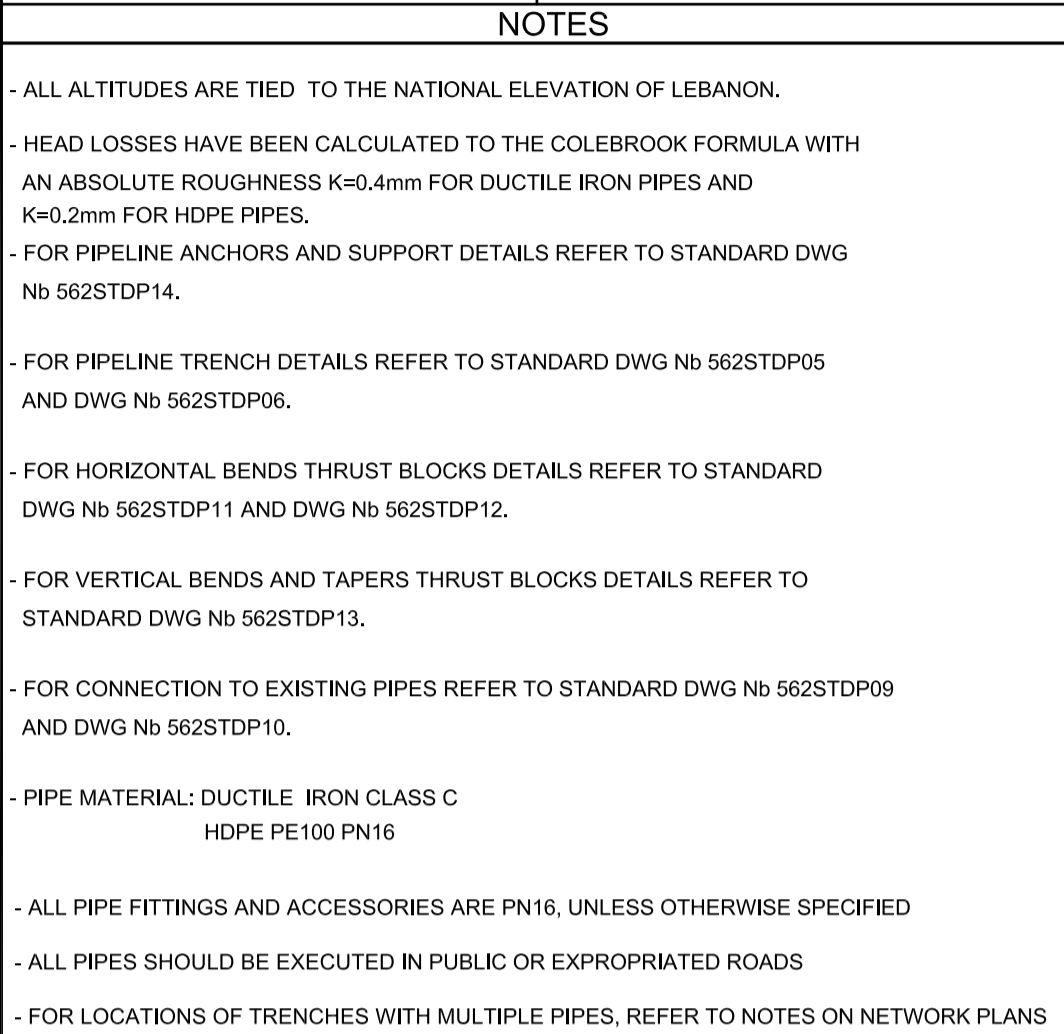 NOTES
- ALL ALTITUDES ARE TIED TO THE NATIONAL ELEVATION OF LEBANON.
- HEAD LOSSES HAVE BEEN CALCULATED TO THE COLEBROOK FORMULA WITH
AN ABSOLUTE ROUGHNESS K=0.4mm FOR DUCTILE IRON PIPES AND
K=0.2mm FOR HDPE PIPES.
- FOR PIPELINE ANCHORS AND SUPPORT DETAILS REFER TO STANDARD DWG
Nb 562STDP14.
- FOR PIPELINE TRENCH DETAILS REFER TO STANDARD DWG Nb 562STDP05
AND DWG Nb 562STDP06.
- FOR HORIZONTAL BENDS THRUST BLOCKS DETAILS REFER TO STANDARD
DWG Nb 562STDP11 AND DWG Nb 562STDP12.
- FOR VERTICAL BENDS AND TAPERS THRUST BLOCKS DETAILS REFER TO
STANDARD DWG Nb 562STDP13.
- FOR CONNECTION TO EXISTING PIPES REFER TO STANDARD DWG Nb 562STDP09
AND DWG Nb 562STDP10.
- PIPE MATERIAL: DUCTILE IRON CLASS C
HDPE PE100 PN16
- ALL PIPE FITTINGS AND ACCESSORIES ARE PN16, UNLESS OTHERWISE SPECIFIED
- ALL PIPES SHOULD BE EXECUTED IN PUBLIC OR EXPROPRIATED ROADS
- FOR LOCATIONS OF TRENCHES WITH MULTIPLE PIPES, REFER TO NOTES ON NETWORK PLANS